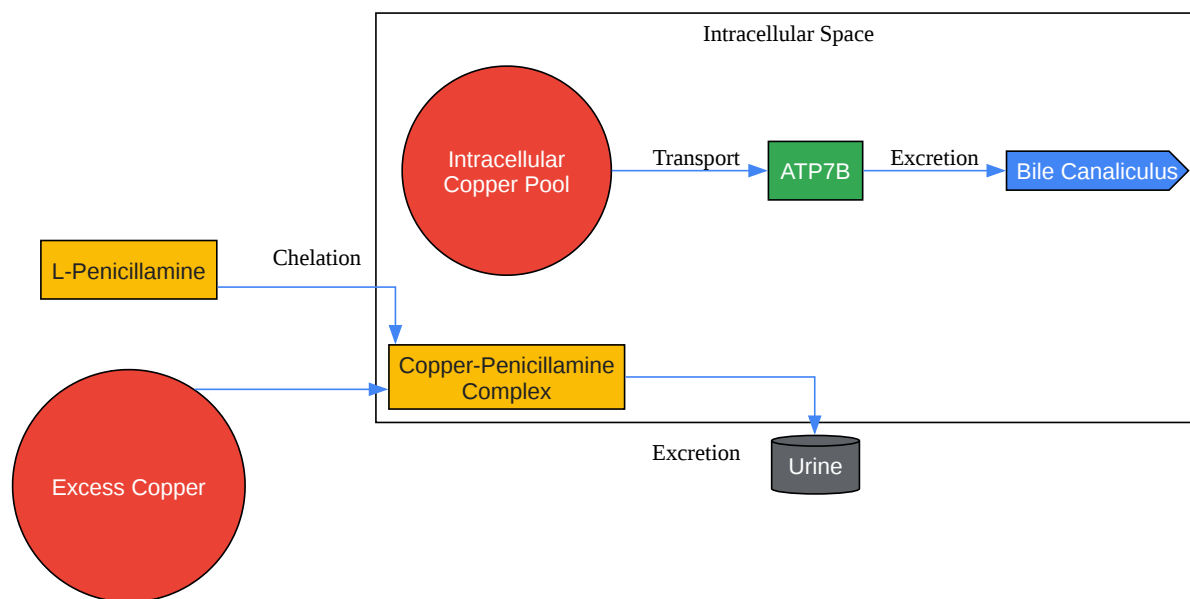 Intracellular Space
Intracellular
Copper Pool
Transport
ATP7B
Excretion
Bile Canaliculus
L-Penicillamine
Chelation
Copper-Penicillamine
Complex
Excess Copper
Excretion
Urine